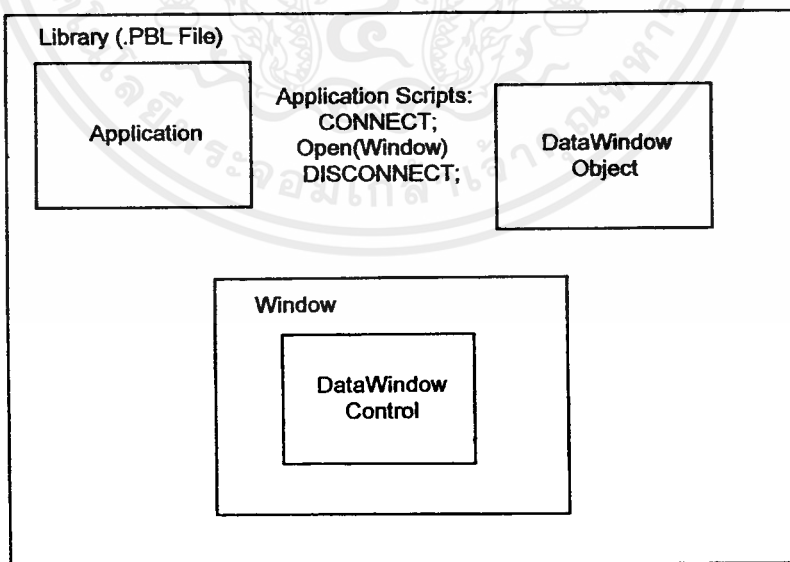 Library (.PBL File)
Application
Application Scripts:
CONNECT;
Open(Window)
DISCONNECT;
DataWindow
Object
Window
DataWindow
Control